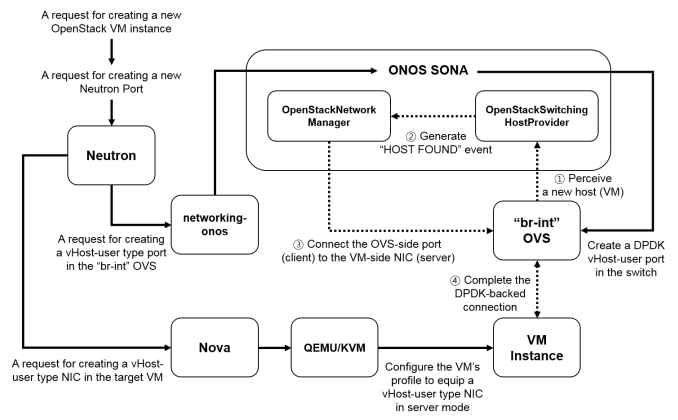 A request for creating a new
OpenStack VM instance
A request for creating a new
Neutron Port
Neutron
A request for creating
a vHost-user type port
in the "br-int" OVS
networking-
onos
ONOS SONA
OpenStackNetwork
Manager
OpenStackSwitching
HostProvider
② Generate
"HOST FOUND" event
① Perceive
a new host (VM)
"br-int"
OVS
③ Connect the OVS-side port
(client) to the VM-side NIC (server)
Create a DPDK
vHost-user port
in the switch
④ Complete the
DPDK-backed
connection
A request for creating a vHost-
user type NIC in the target VM
Nova
QEMU/KVM
Configure the VM's
profile to equip a
vHost-user type NIC
in server mode
VM
Instance